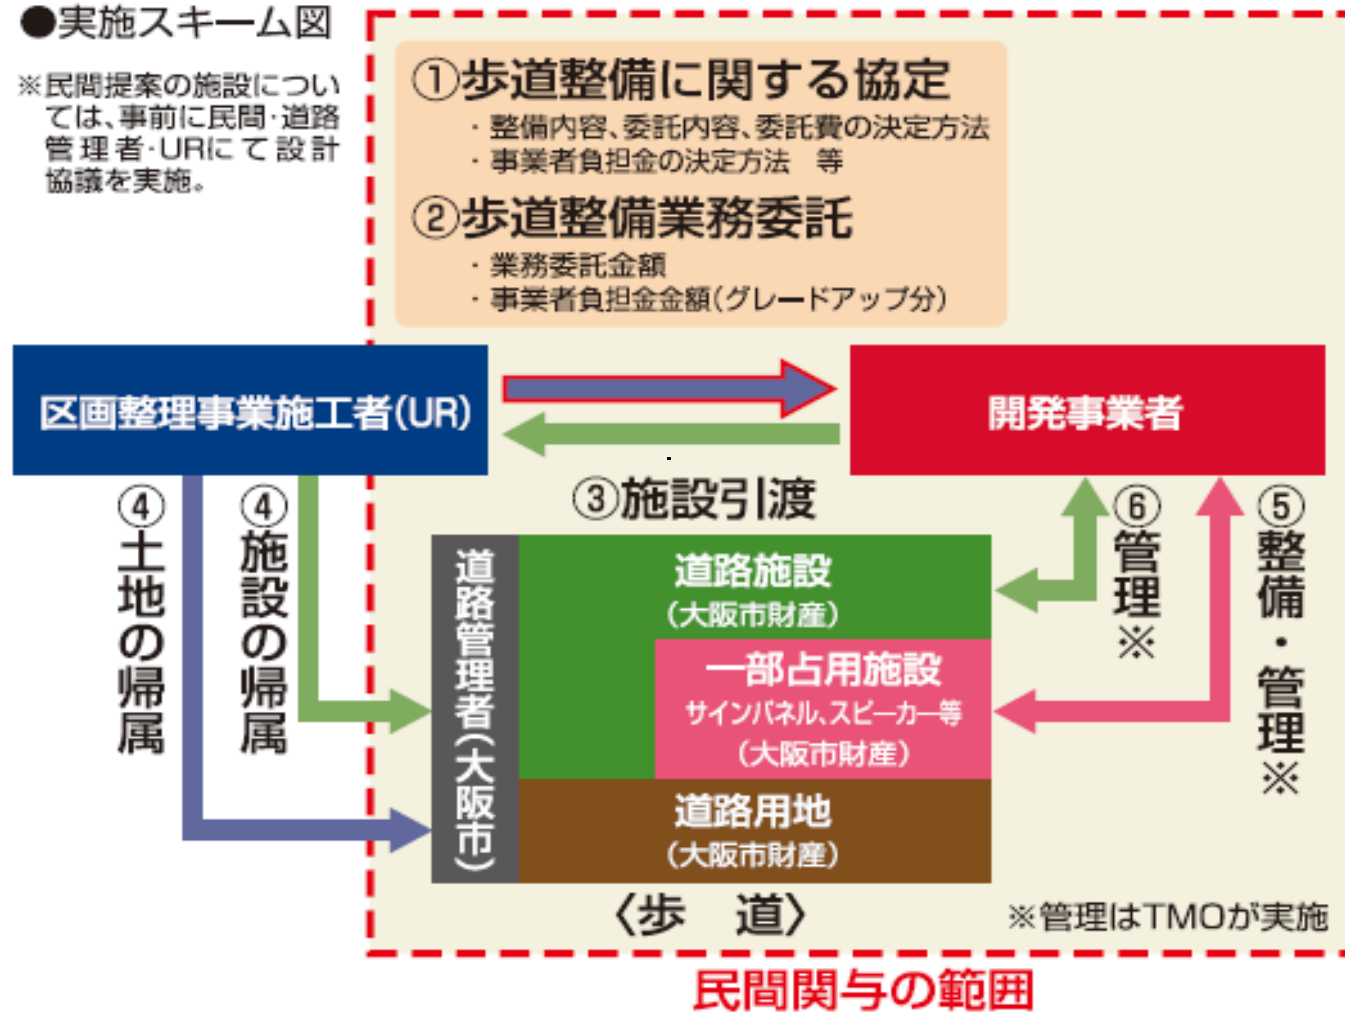 ●実施スキーム図
※民間提案の施設につい
ては、事前に民間・道路
管理者・URにて設計
協議を実施。
①歩道整備に関する協定
・整備内容、委託内容、委託費の決定方法
・事業者負担金の決定方法　等
②歩道整備業務委託
・業務委託金額
・事業者負担金金額(グレードアップ分)
区画整理事業施工者(UR)
開発事業者
③施設引渡
④土地の帰属
④施設の帰属
道路管理者(大阪市)
道路施設
(大阪市財産)
一部占用施設
サインパネル、スピーカー等
(大阪市財産)
道路用地
(大阪市財産)
⑥管理※
⑤整備・管理※
〈歩　道〉
※管理はTMOが実施
民間関与の範囲